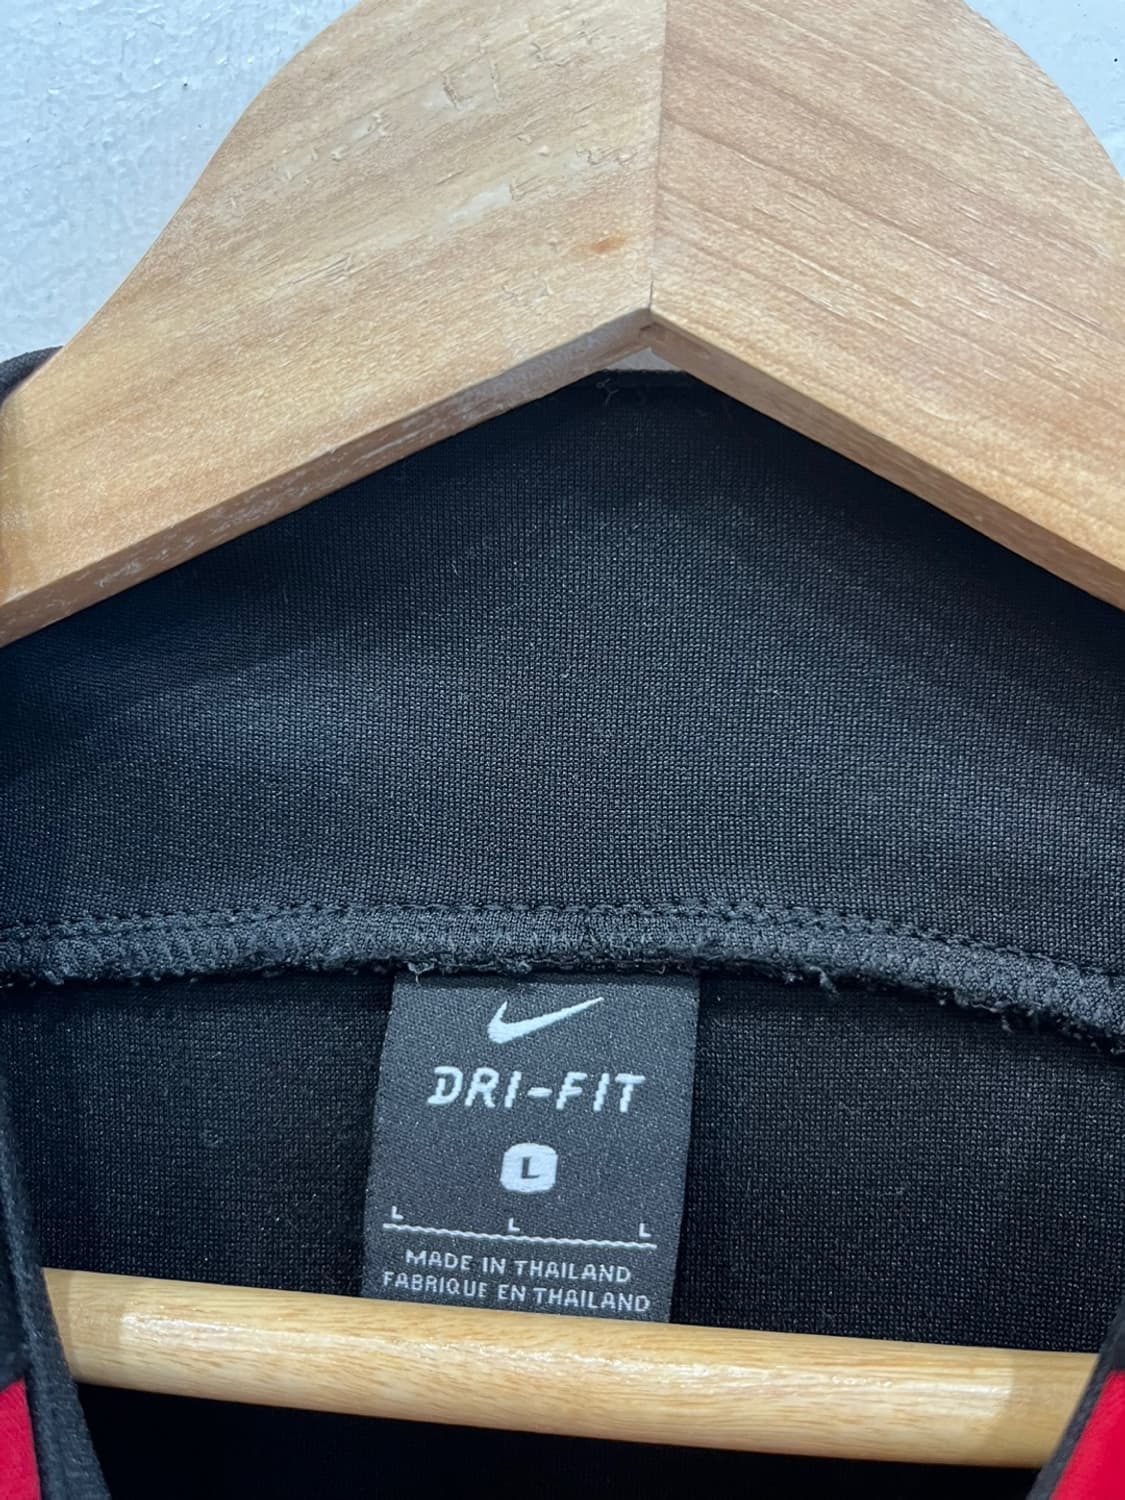 DRI-FIT
L
L L L
MADE IN THAILAND
FABRIQUE EN THAILAND